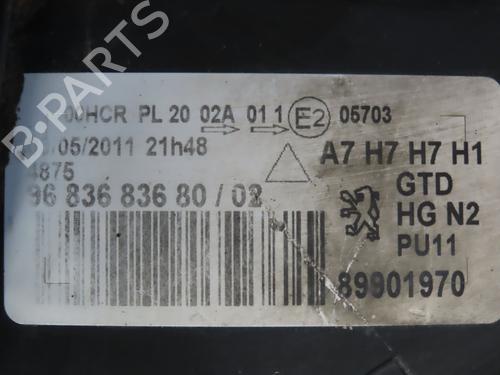 B-PARTS
00HCR PL 20 02A 01 1 E2 05703
/05/2011 21h48
A7 H7 H7 H1
4875
GTD
96 836 836 80 / 02
HG N2
PU11
89901970